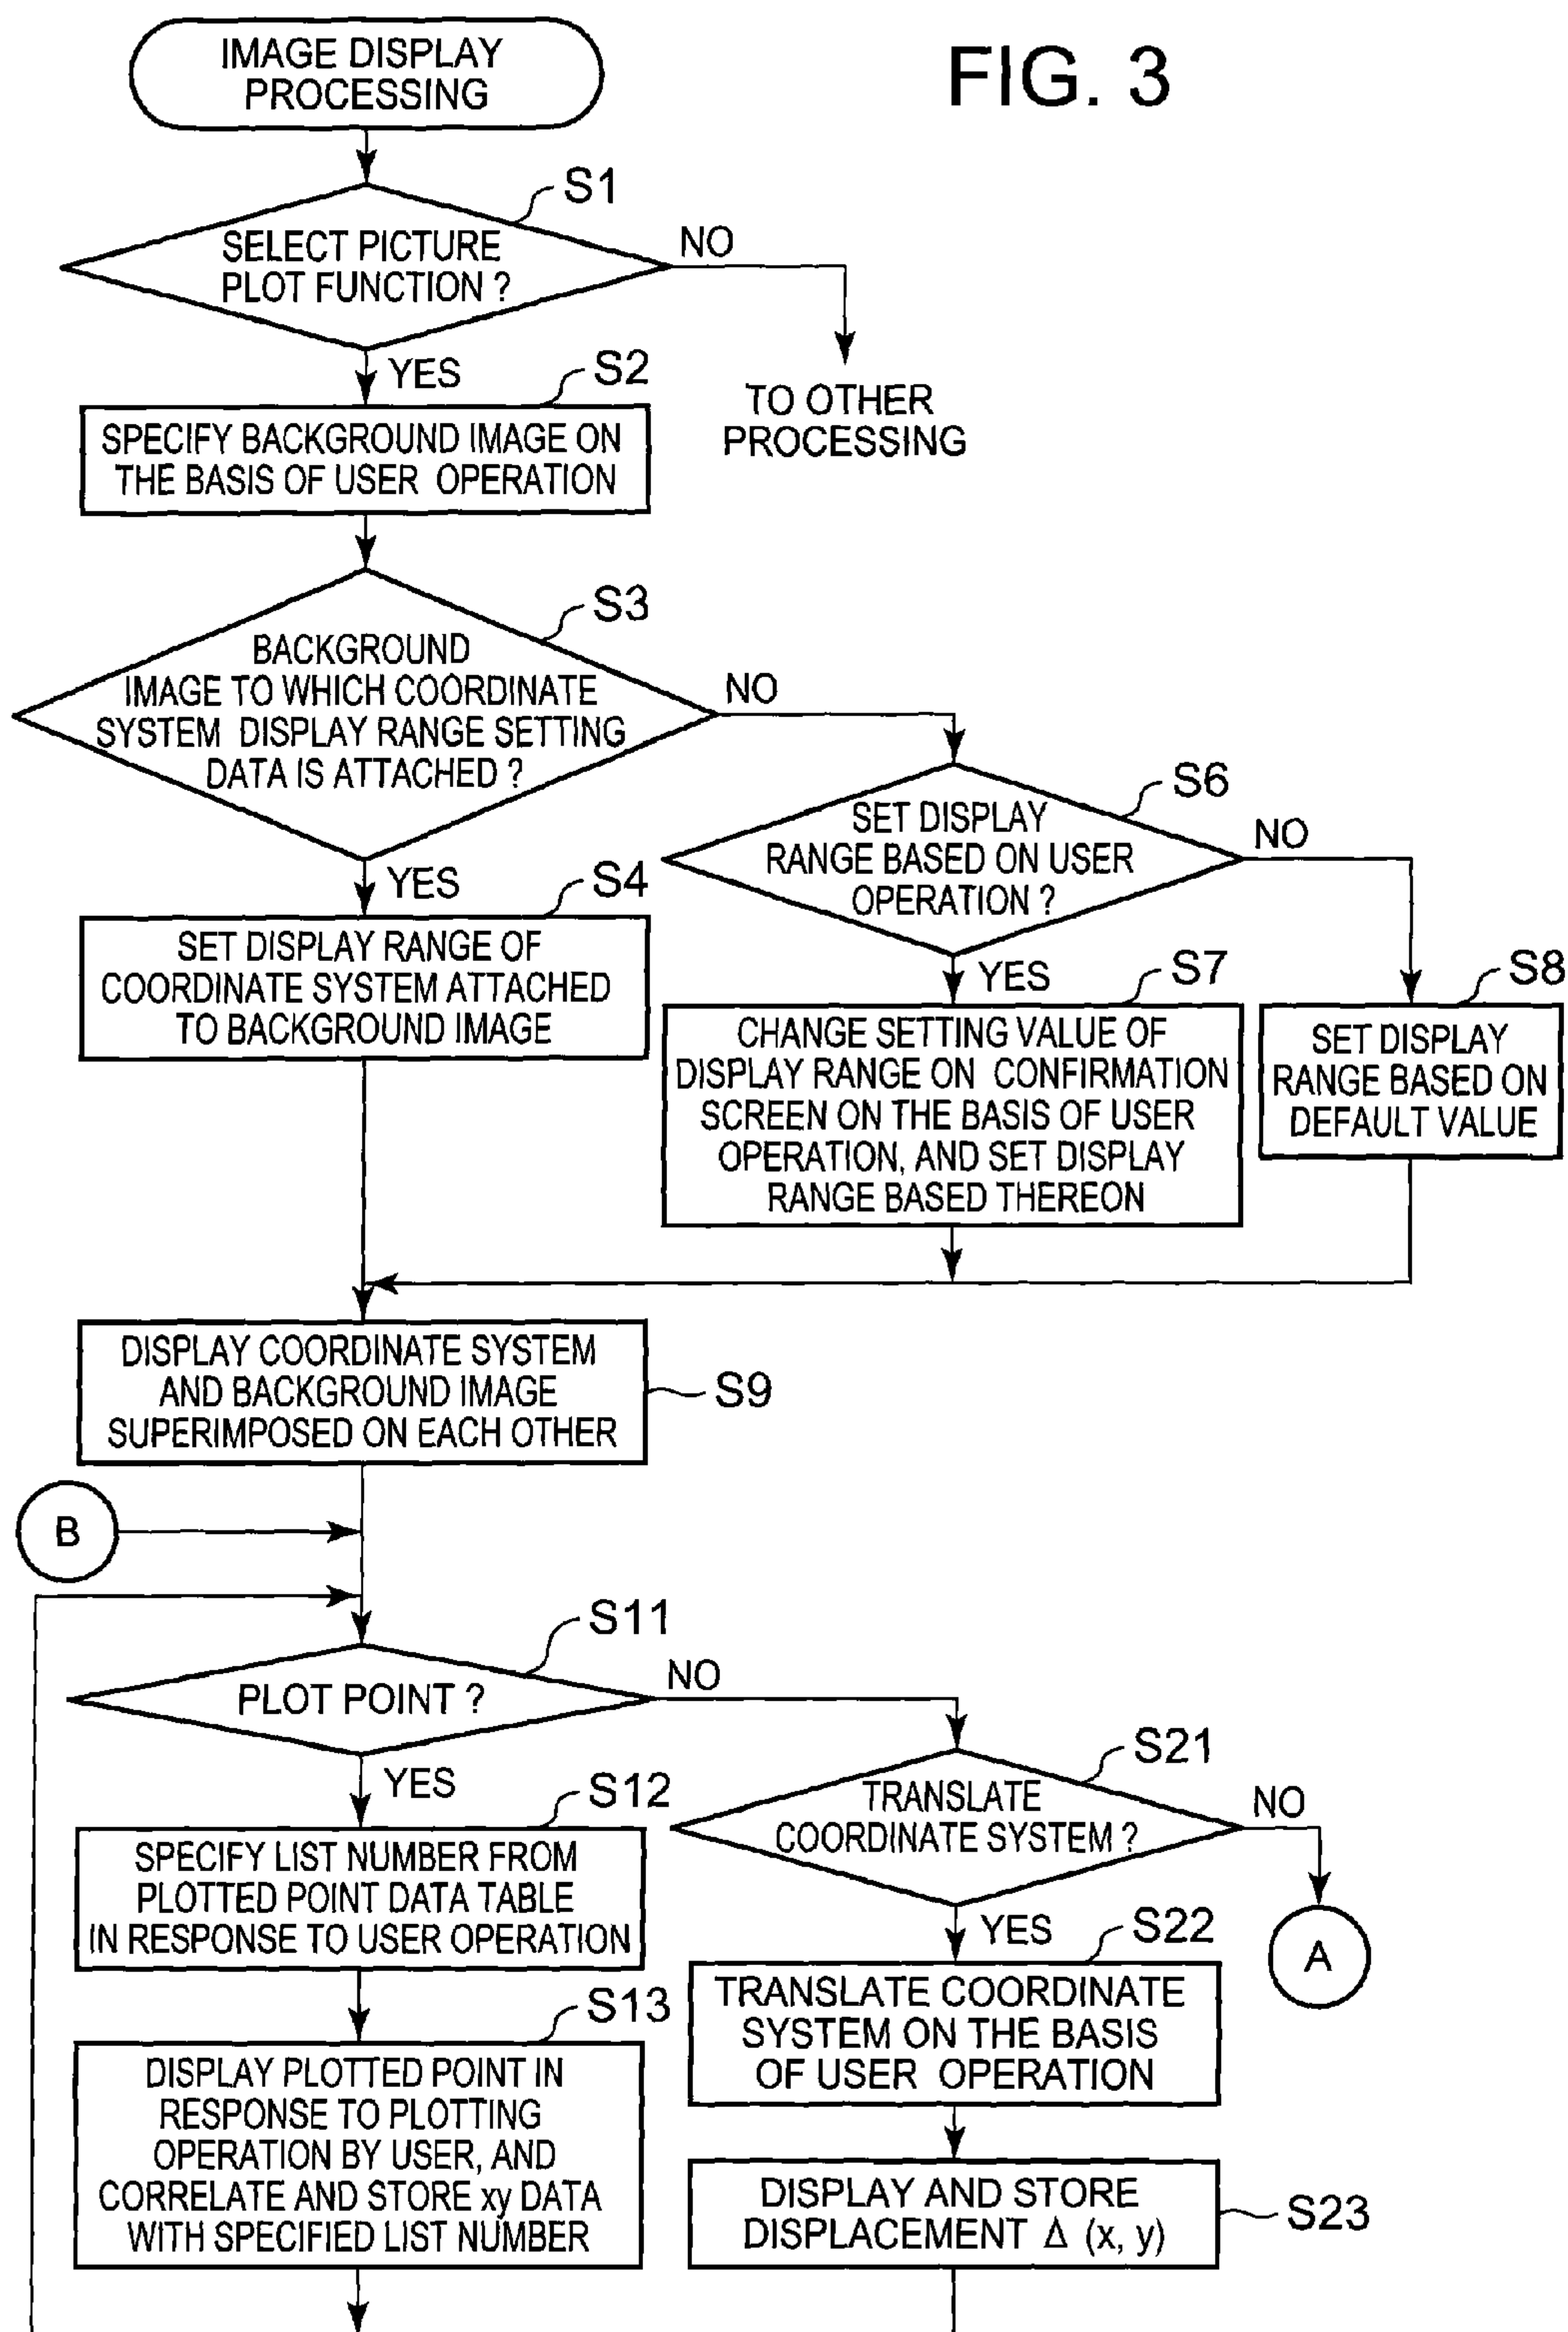 IMAGE DISPLAY
PROCESSING
FIG. 3
S1
SELECT PICTURE
PLOT FUNCTION ?
NO
YES
TO OTHER
PROCESSING
S2
SPECIFY BACKGROUND IMAGE ON
THE BASIS OF USER OPERATION
S3
BACKGROUND
IMAGE TO WHICH COORDINATE
SYSTEM DISPLAY RANGE SETTING
DATA IS ATTACHED ?
NO
YES
S4
SET DISPLAY RANGE OF
COORDINATE SYSTEM ATTACHED
TO BACKGROUND IMAGE
S6
SET DISPLAY
RANGE BASED ON USER
OPERATION ?
NO
YES
S7
CHANGE SETTING VALUE OF
DISPLAY RANGE ON CONFIRMATION
SCREEN ON THE BASIS OF USER
OPERATION, AND SET DISPLAY
RANGE BASED THEREON
S8
SET DISPLAY
RANGE BASED ON
DEFAULT VALUE
DISPLAY COORDINATE SYSTEM
AND BACKGROUND IMAGE
SUPERIMPOSED ON EACH OTHER
S9
B
S11
PLOT POINT ?
NO
YES
S12
SPECIFY LIST NUMBER FROM
PLOTTED POINT DATA TABLE
IN RESPONSE TO USER OPERATION
S13
DISPLAY PLOTTED POINT IN
RESPONSE TO PLOTTING
OPERATION BY USER, AND
CORRELATE AND STORE xy DATA
WITH SPECIFIED LIST NUMBER
S21
TRANSLATE
COORDINATE SYSTEM ?
NO
A
YES
S22
TRANSLATE COORDINATE
SYSTEM ON THE BASIS
OF USER OPERATION
DISPLAY AND STORE
DISPLACEMENT Δ (x, y)
S23